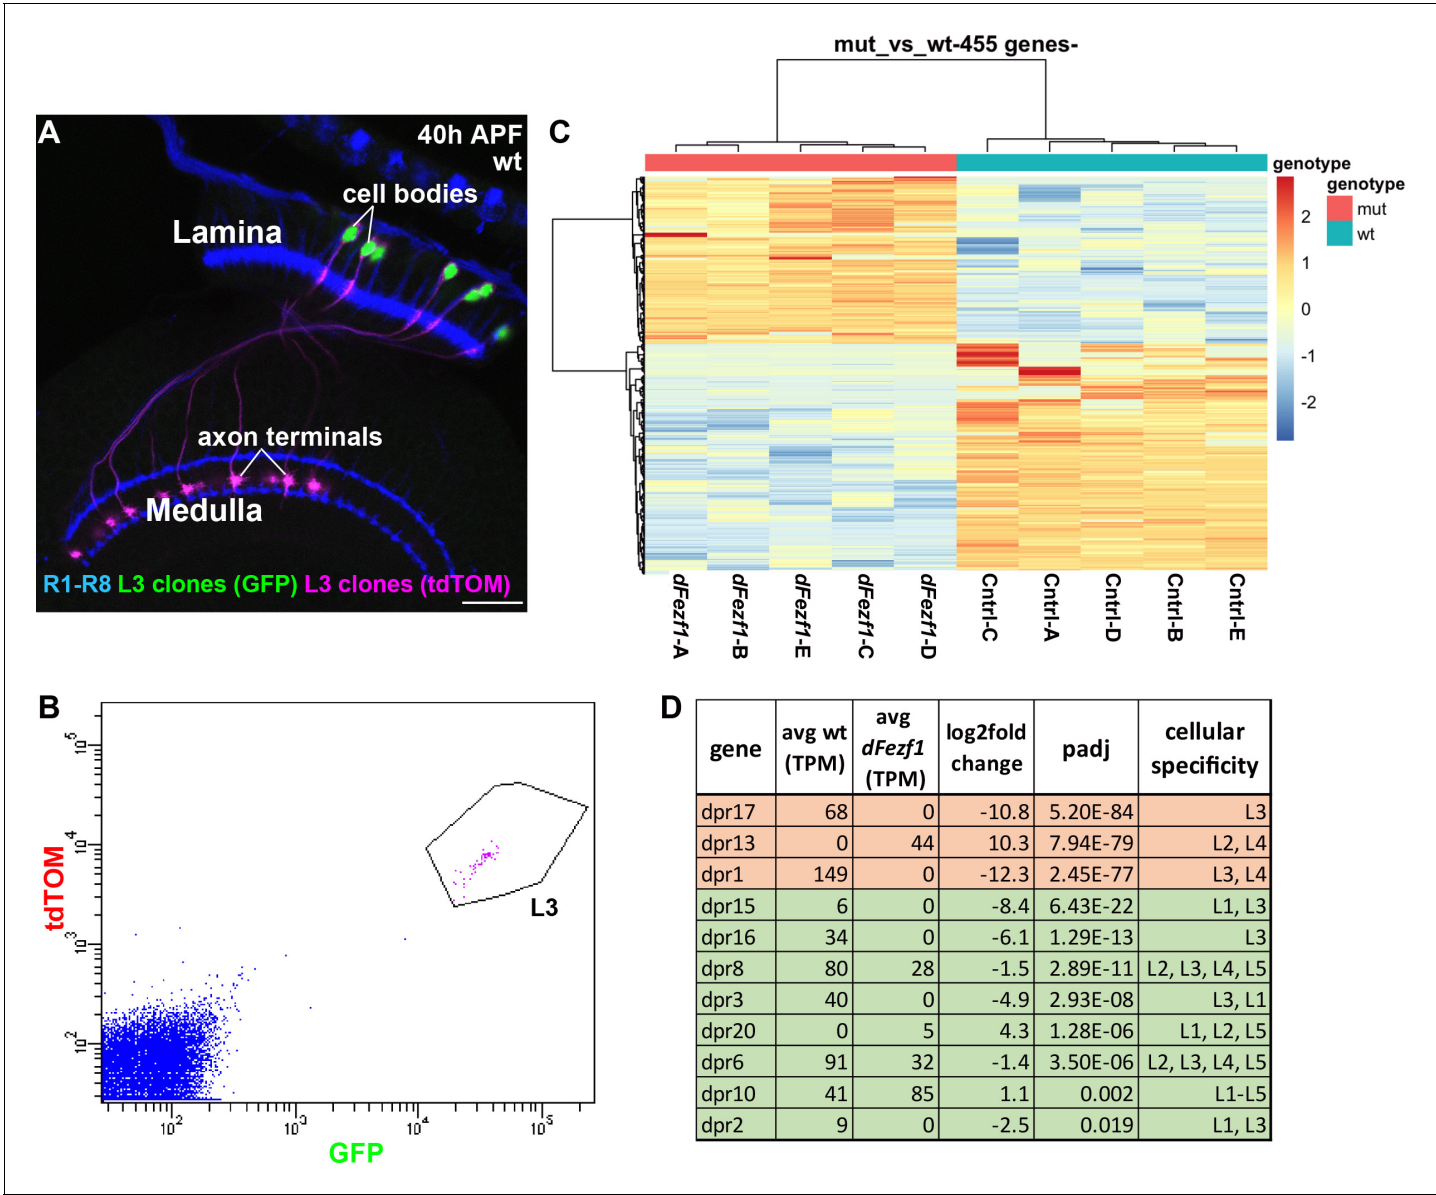 A
40h APF
wt
cell bodies
Lamina
axon terminals
Medulla
R1-R8 L3 clones (GFP) L3 clones (tdTOM)
C
mut_vs_wt-455 genes-
genotype
genotype
mut
wt
2
1
0
-1
-2
dFezf1-A
dFezf1-B
dFezf1-E
dFezf1-C
dFezf1-D
Cntrl-C
Cntrl-A
Cntrl-D
Cntrl-B
Cntrl-E
B
tdTOM
10^5
10^4
10^3
10^2
L3
10^2
10^3
10^4
10^5
GFP
D
gene avg wt (TPM) avg dFezf1 (TPM) log2fold change padj cellular specificity
dpr17 68 0 -10.8 5.20E-84 L3
dpr13 0 44 10.3 7.94E-79 L2, L4
dpr1 149 0 -12.3 2.45E-77 L3, L4
dpr15 6 0 -8.4 6.43E-22 L1, L3
dpr16 34 0 -6.1 1.29E-13 L3
dpr8 80 28 -1.5 2.89E-11 L2, L3, L4, L5
dpr3 40 0 -4.9 2.93E-08 L3, L1
dpr20 0 5 4.3 1.28E-06 L1, L2, L5
dpr6 91 32 -1.4 3.50E-06 L2, L3, L4, L5
dpr10 41 85 1.1 0.002 L1-L5
dpr2 9 0 -2.5 0.019 L1, L3